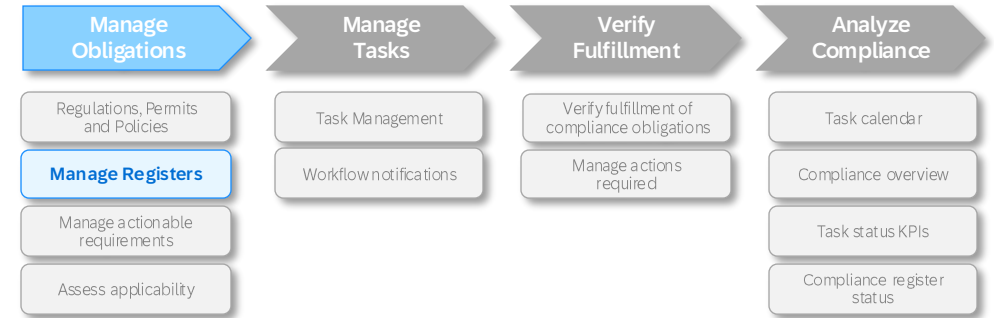 Manage
Obligations
Manage
Tasks
Verify
Fulfillment
Analyze
Compliance
Regulations, Permits
and Policies
Manage Registers
Manage actionable
requirements
Assess applicability
Task Management
Workflow notifications
Verify fulfillment of
compliance obligations
Manage actions
required
Task calendar
Compliance overview
Task status KPIs
Compliance register
status